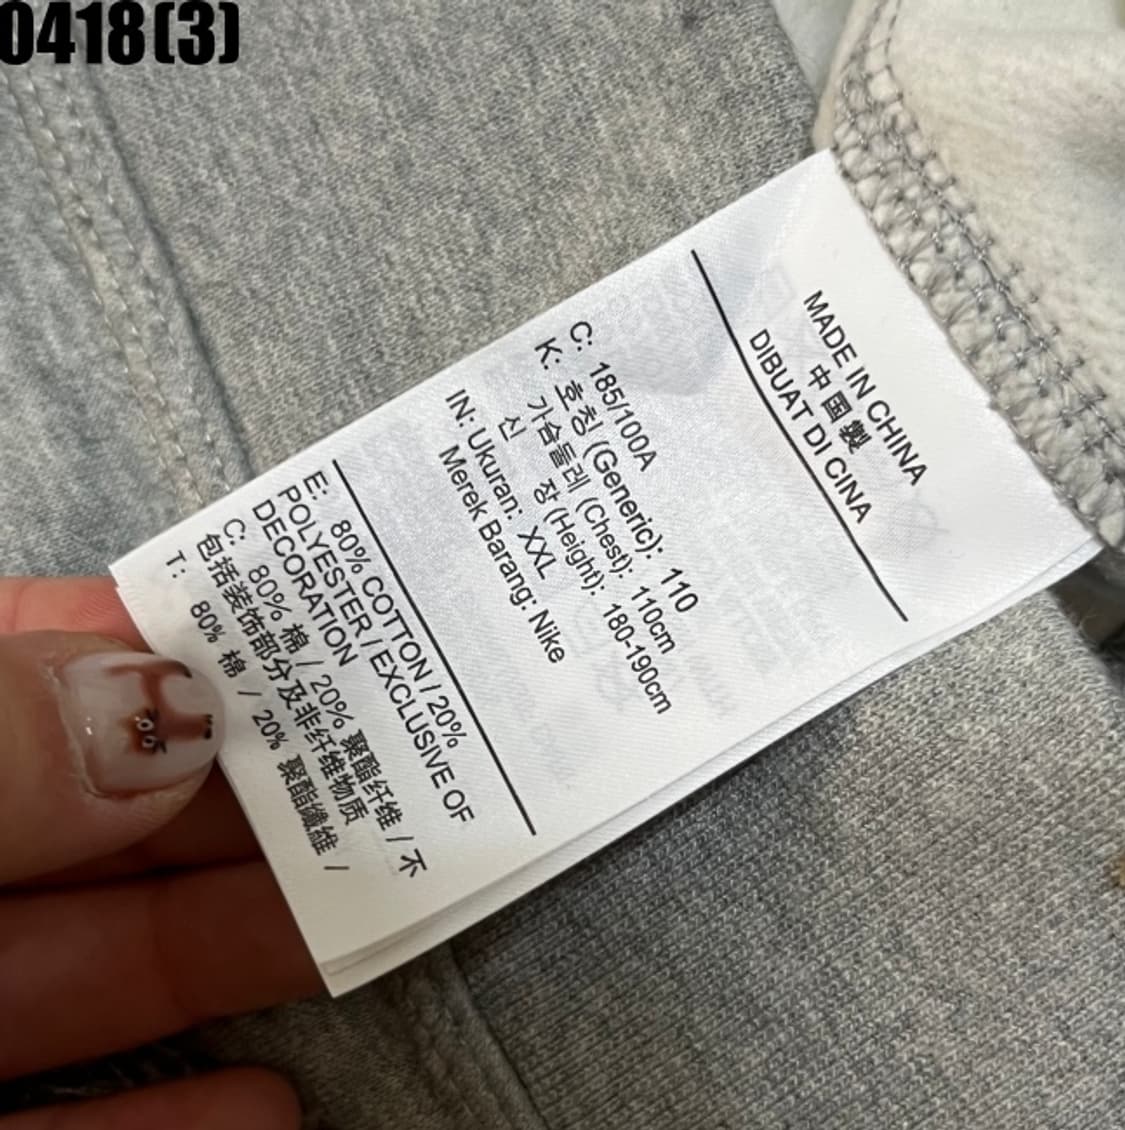 0418(3)
MADE IN CHINA
中國製
DIBUAT DI CINA
C: 185/100A
K: 호칭 (Generic): 110
가슴둘레 (Chest): 110cm
신 장 (Height): 180-190cm
IN: Ukuran: XXL
Merek Barang: Nike
E: 80% COTTON / 20%
POLYESTER / EXCLUSIVE OF
DECORATION
C: 80% 棉 / 20% 聚酯纤维 / 不
包括装饰部分及非纤维物质
T: 80% 棉 / 20% 聚酯纖維 /